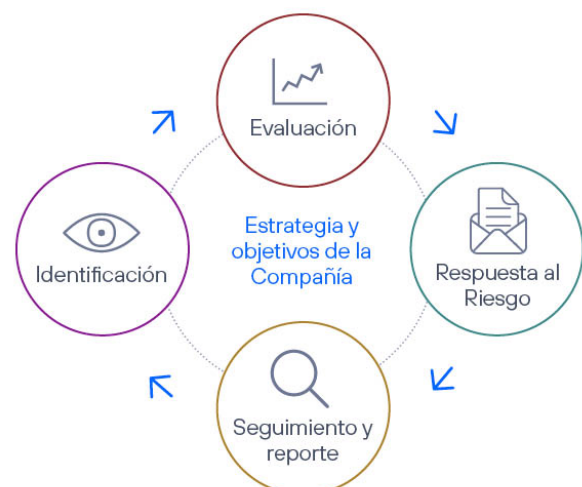 Evaluación
Identificación
Estrategia y
objetivos de la
Compañía
Respuesta al
Riesgo
Seguimiento y
reporte